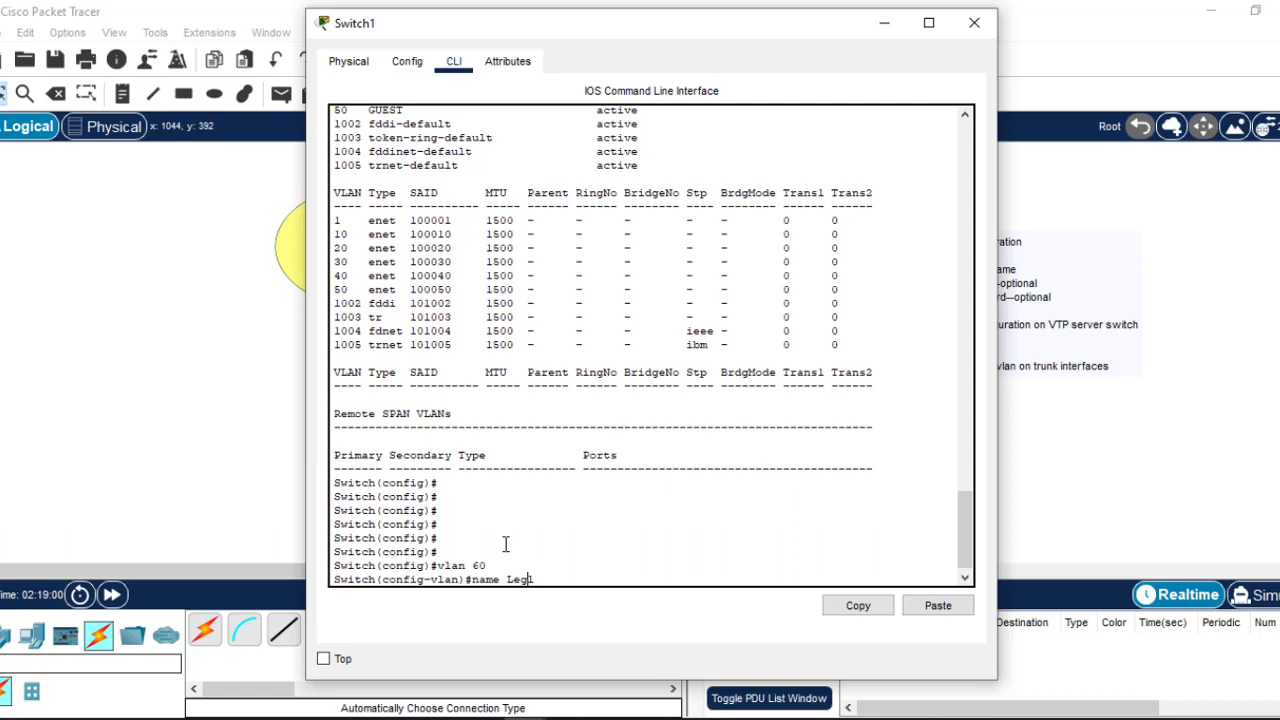 Cisco Packet Tracer
Edit Options View Tools Extensions Window
Logical Physical x: 1044, y: 392
Root
Switch1
Physical Config CLI Attributes
IOS Command Line Interface
50 GUEST active
1002 fddi-default active
1003 token-ring-default active
1004 fddinet-default active
1005 trnet-default active
VLAN Type SAID MTU Parent RingNo BridgeNo Stp BrdgMode Trans1 Trans2
---- ----- ---------- ----- ------ ------ -------- ---- -------- ------ ------
1 enet 100001 1500 - - - - - 0 0
10 enet 100010 1500 - - - - - 0 0
20 enet 100020 1500 - - - - - 0 0
30 enet 100030 1500 - - - - - 0 0
40 enet 100040 1500 - - - - - 0 0
50 enet 100050 1500 - - - - - 0 0
1002 fddi 101002 1500 - - - - - 0 0
1003 tr 101003 1500 - - - - - 0 0
1004 fdnet 101004 1500 - - - ieee - 0 0
1005 trnet 101005 1500 - - - ibm - 0 0
VLAN Type SAID MTU Parent RingNo BridgeNo Stp BrdgMode Trans1 Trans2
---- ----- ---------- ----- ------ ------ -------- ---- -------- ------ ------
Remote SPAN VLANs
------------------------------------------------------------------------------
Primary Secondary Type Ports
------- --------- ----------------- ------------------------------------------
Switch(config)#
Switch(config)#
Switch(config)#
Switch(config)#
Switch(config)#
Switch(config)#
Switch(config)#vlan 60
Switch(config-vlan)#name Legl
Copy Paste
Top
ration
ame
-optional
rd--optional
uration on VTP server switch
vlan on trunk interfaces
: 02:19:00
Realtime Simu
Destination Type Color Time(sec) Periodic Num
Toggle PDU List Window
Automatically Choose Connection Type